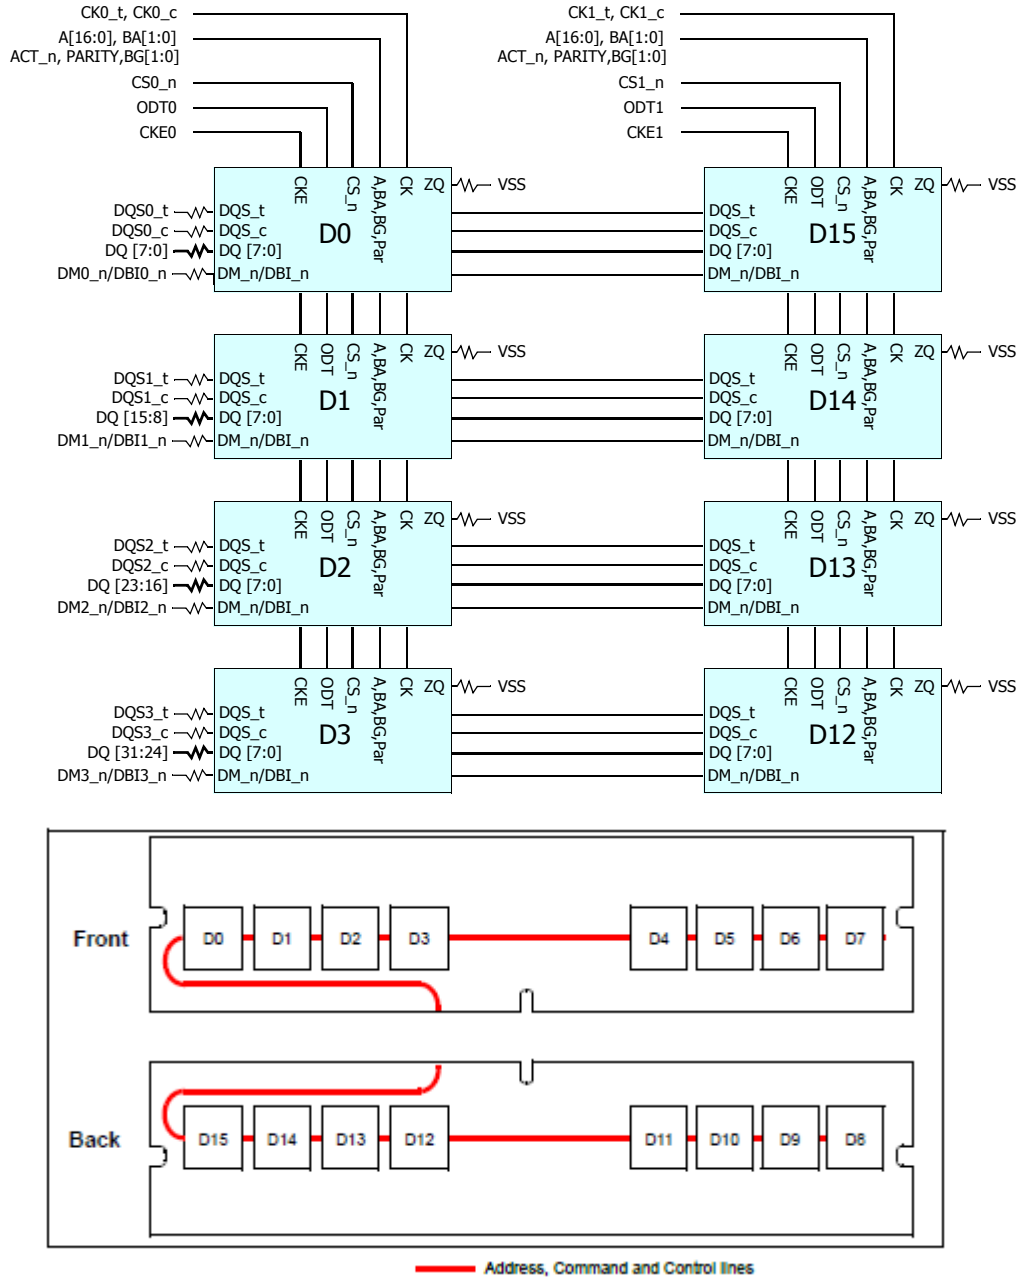 CK0_t, CK0_c
A[16:0], BA[1:0]
ACT_n, PARITY,BG[1:0]
CS0_n
ODT0
CKE0
CK1_t, CK1_c
A[16:0], BA[1:0]
ACT_n, PARITY,BG[1:0]
CS1_n
ODT1
CKE1
CKE
CS_n
A,BA,BG,Par
CK
ZQ
VSS
DQS0_t
DQS0_c
DQ [7:0]
DM0_n/DBI0_n
DQS_t
DQS_c
DQ [7:0]
DM_n/DBI_n
D0
CKE
ODT
CS_n
A,BA,BG,Par
CK
ZQ
VSS
DQS_t
DQS_c
DQ [7:0]
DM_n/DBI_n
D15
CKE
ODT
CS_n
A,BA,BG,Par
CK
ZQ
VSS
DQS1_t
DQS1_c
DQ [15:8]
DM1_n/DBI1_n
DQS_t
DQS_c
DQ [7:0]
DM_n/DBI_n
D1
CKE
ODT
CS_n
A,BA,BG,Par
CK
ZQ
VSS
DQS_t
DQS_c
DQ [7:0]
DM_n/DBI_n
D14
CKE
ODT
CS_n
A,BA,BG,Par
CK
ZQ
VSS
DQS2_t
DQS2_c
DQ [23:16]
DM2_n/DBI2_n
DQS_t
DQS_c
DQ [7:0]
DM_n/DBI_n
D2
CKE
ODT
CS_n
A,BA,BG,Par
CK
ZQ
VSS
DQS_t
DQS_c
DQ [7:0]
DM_n/DBI_n
D13
CKE
ODT
CS_n
A,BA,BG,Par
CK
ZQ
VSS
DQS3_t
DQS3_c
DQ [31:24]
DM3_n/DBI3_n
DQS_t
DQS_c
DQ [7:0]
DM_n/DBI_n
D3
CKE
ODT
CS_n
A,BA,BG,Par
CK
ZQ
VSS
DQS_t
DQS_c
DQ [7:0]
DM_n/DBI_n
D12
Front
D0 D1 D2 D3 D4 D5 D6 D7
Back
D15 D14 D13 D12 D11 D10 D9 D8
Address, Command and Control lines